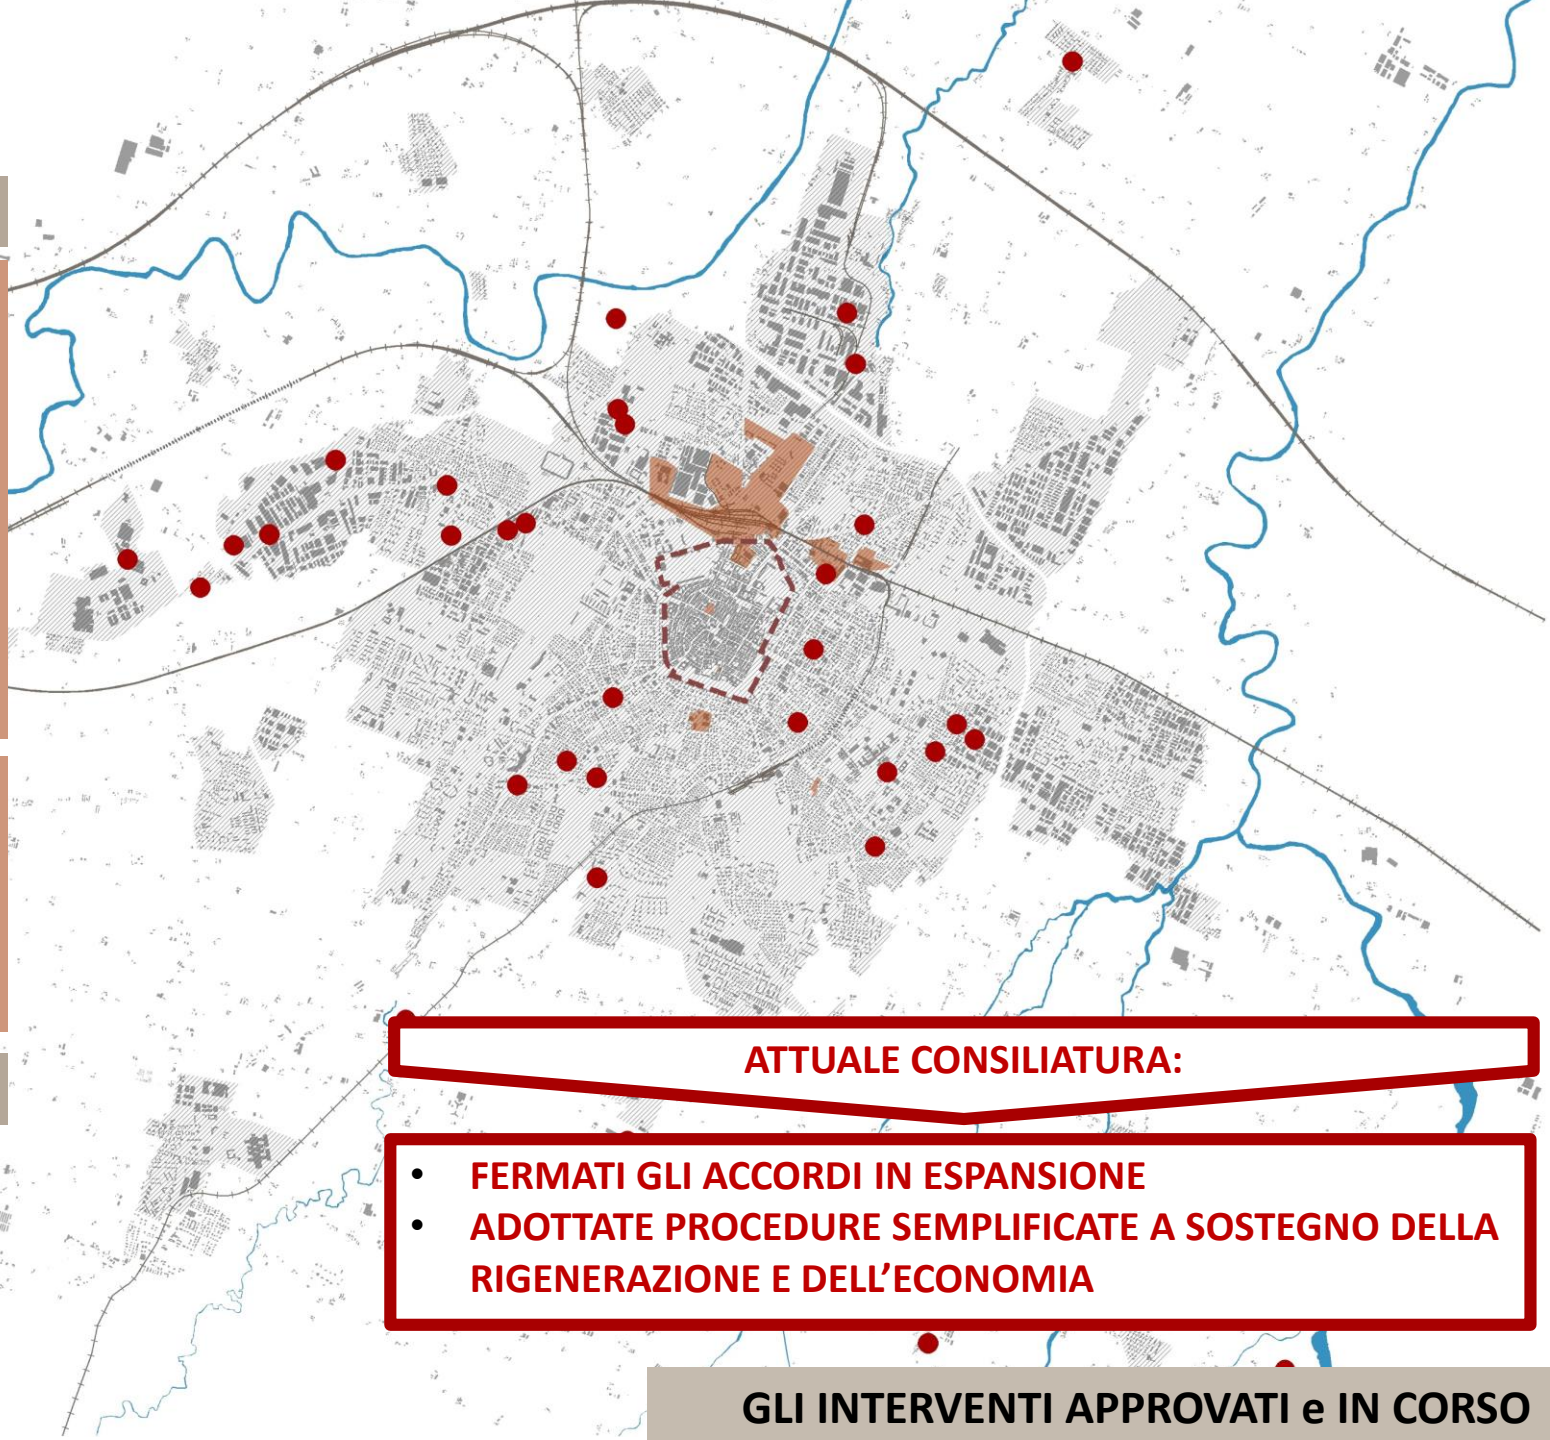 ATTUALE CONSILIATURA:
• FERMATI GLI ACCORDI IN ESPANSIONE
• ADOTTATE PROCEDURE SEMPLIFICATE A SOSTEGNO DELLA
RIGENERAZIONE E DELL’ECONOMIA
GLI INTERVENTI APPROVATI e IN CORSO